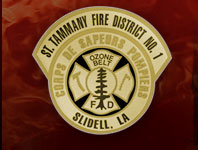 ST. TAMMANY FIRE DISTRICT NO. 1
CORPS DE SAPEURS POMPIERS
OZONE
BELT
F D
SLIDELL, LA